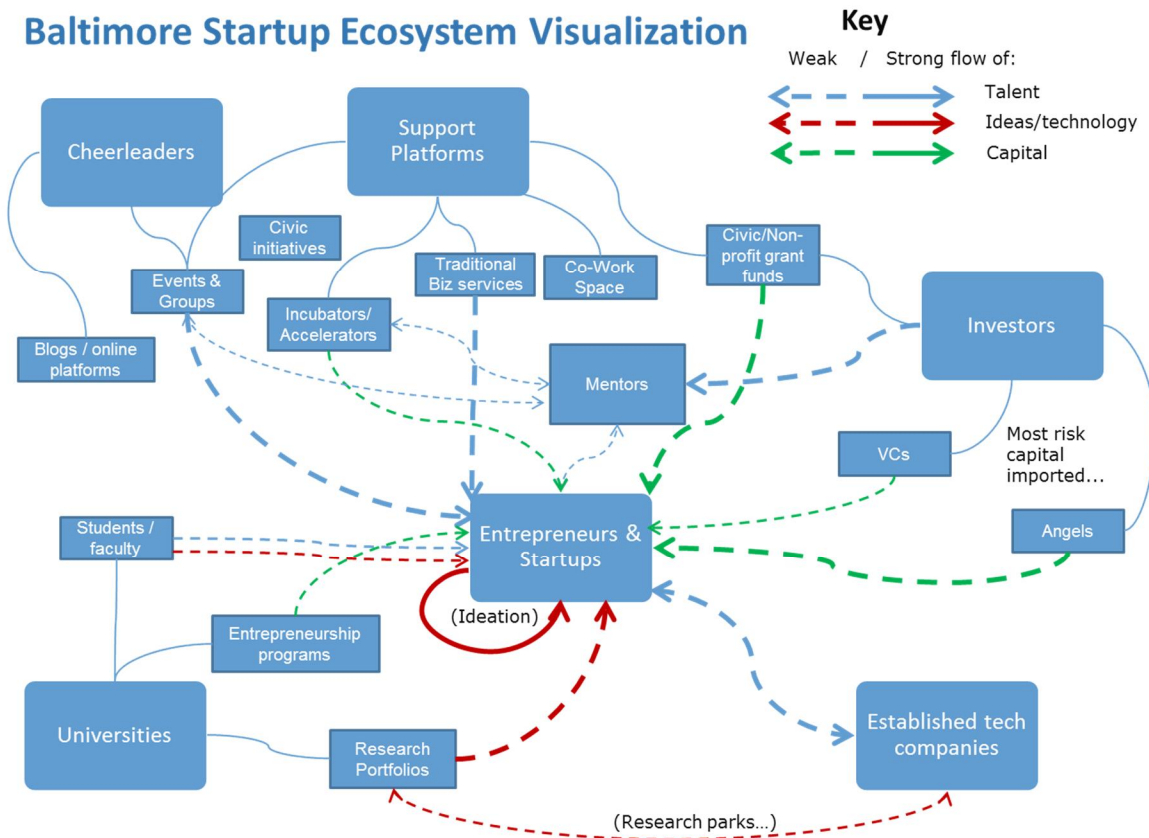 Baltimore Startup Ecosystem Visualization
Key
Weak / Strong flow of:
Talent
Ideas/technology
Capital
Cheerleaders
Support
Platforms
Civic
initiatives
Events &
Groups
Traditional
Biz services
Co-Work
Space
Civic/Non-
profit grant
funds
Incubators/
Accelerators
Blogs / online
platforms
Mentors
Investors
VCs
Most risk
capital
imported...
Angels
Students /
faculty
Entrepreneurs &
Startups
(Ideation)
Entrepreneurship
programs
Universities
Research
Portfolios
Established tech
companies
(Research parks...)